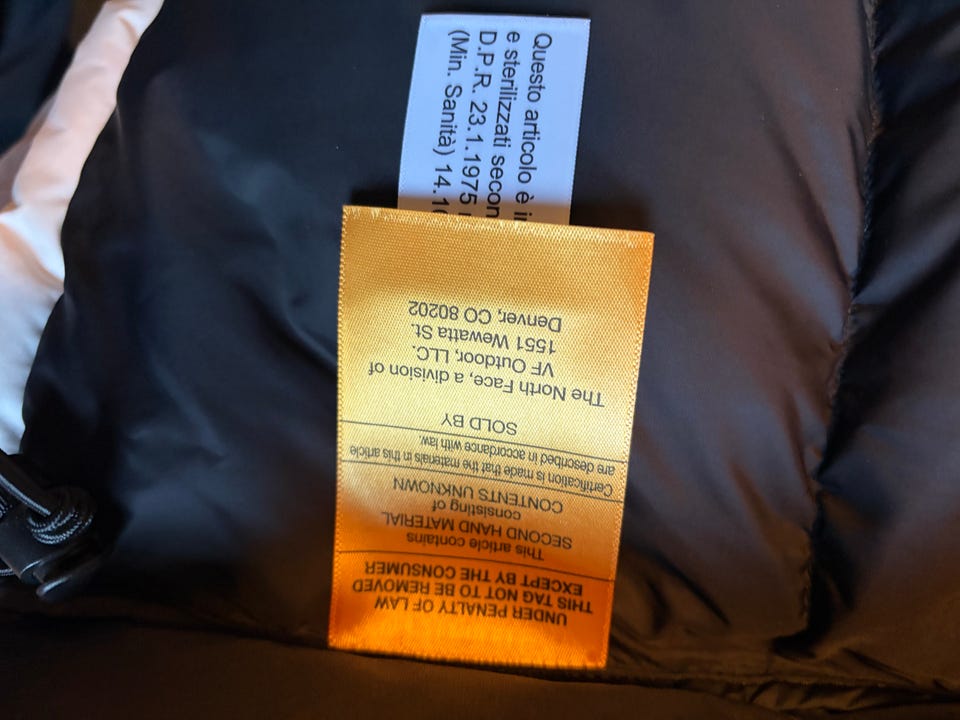 Questo articolo è
e sterilizzati secon
D.P.R. 23.1.1975
(Min. Sanità) 14.1
UNDER PENALTY OF LAW
THIS TAG NOT TO BE REMOVED
EXCEPT BY THE CONSUMER
This article contains
SECOND HAND MATERIAL
consisting of
CONTENTS UNKNOWN
Certification is made that the materials in this article
are described in accordance with law.
SOLD BY
The North Face, a division of
VF Outdoor, LLC.
1551 Wewatta St.
Denver, CO 80202